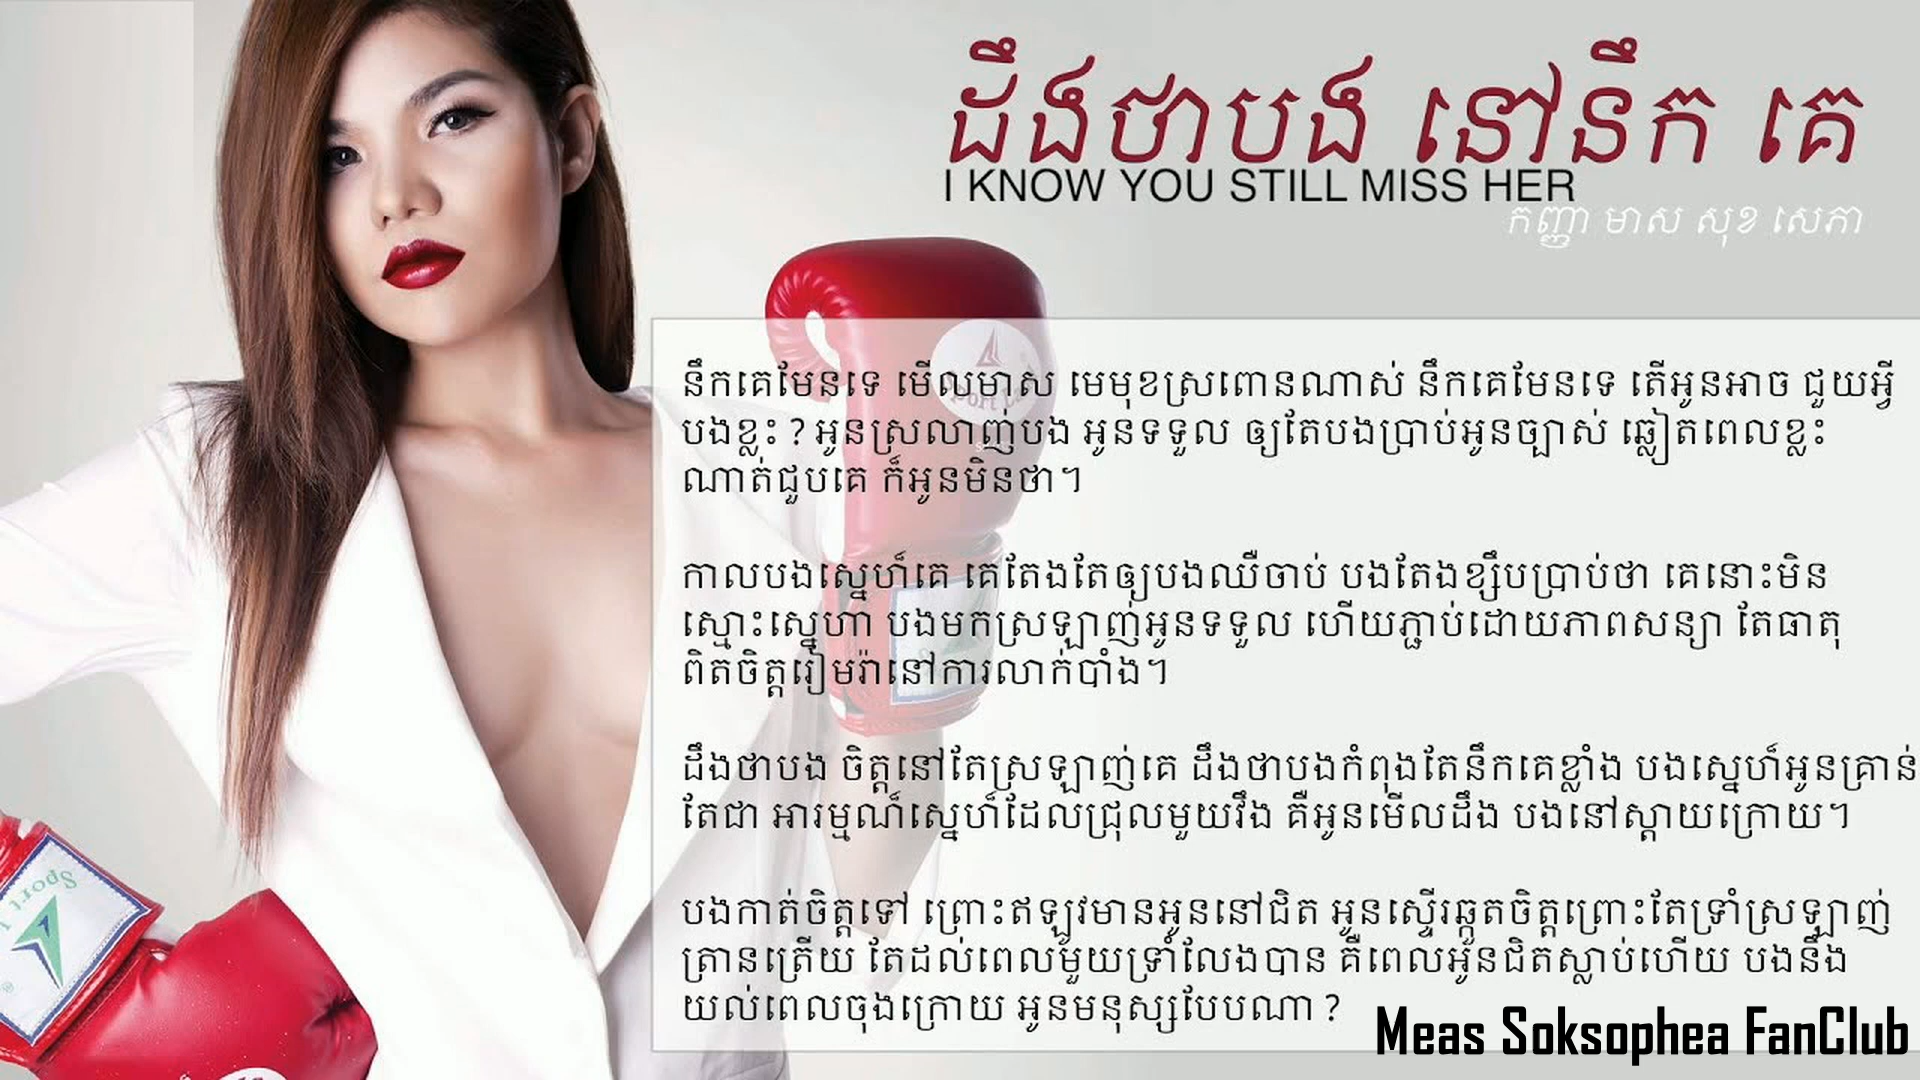 ដឹងថាបង នៅនឹក គេ
I KNOW YOU STILL MISS HER
កញ្ញា មាស សុខ សេភា
នឹកគេមែនទេ មើលមាស មេមុខស្រពោនណាស់ នឹកគេមែនទេ តើអូនអាច ជួយអ្វី
បងខ្លះ ? អូនស្រលាញ់បង អូនទទួល ឲ្យតែបងប្រាប់អូនច្បាស់ ឆ្លៀតពេលខ្លះ
ណាត់ជួបគេ ក៏អូនមិនថា។
កាលបងស្នេហ៍គេ គេតែងតែឲ្យបងឈឺចាប់ បងតែងខ្សឹបប្រាប់ថា គេនោះមិន
ស្មោះស្នេហា បងមកស្រឡាញ់អូនទទួល ហើយភ្ជាប់ដោយភាពសន្យា តែធាតុ
ពិតចិត្តរៀមរ៉ានៅការលាក់បាំង។
ដឹងថាបង ចិត្តនៅតែស្រឡាញ់គេ ដឹងថាបងកំពុងតែនឹកគេខ្លាំង បងស្នេហ៍អូនគ្រាន់
តែជា អារម្មណ៍ស្នេហ៍ដែលជ្រុលមួយវឹង គឺអូនមើលដឹង បងនៅស្តាយក្រោយ។
បងកាត់ចិត្តទៅ ព្រោះឥឡូវមានអូននៅជិត អូនស្ទើរឆ្កួតចិត្តព្រោះតែទ្រាំស្រឡាញ់
ត្រានត្រើយ តែដល់ពេលមួយទ្រាំលែងបាន គឺពេលអូនជិតស្លាប់ហើយ បងនឹង
យល់ពេលចុងក្រោយ អូនមនុស្សបែបណា ?
Meas Soksophea FanClub
Sport